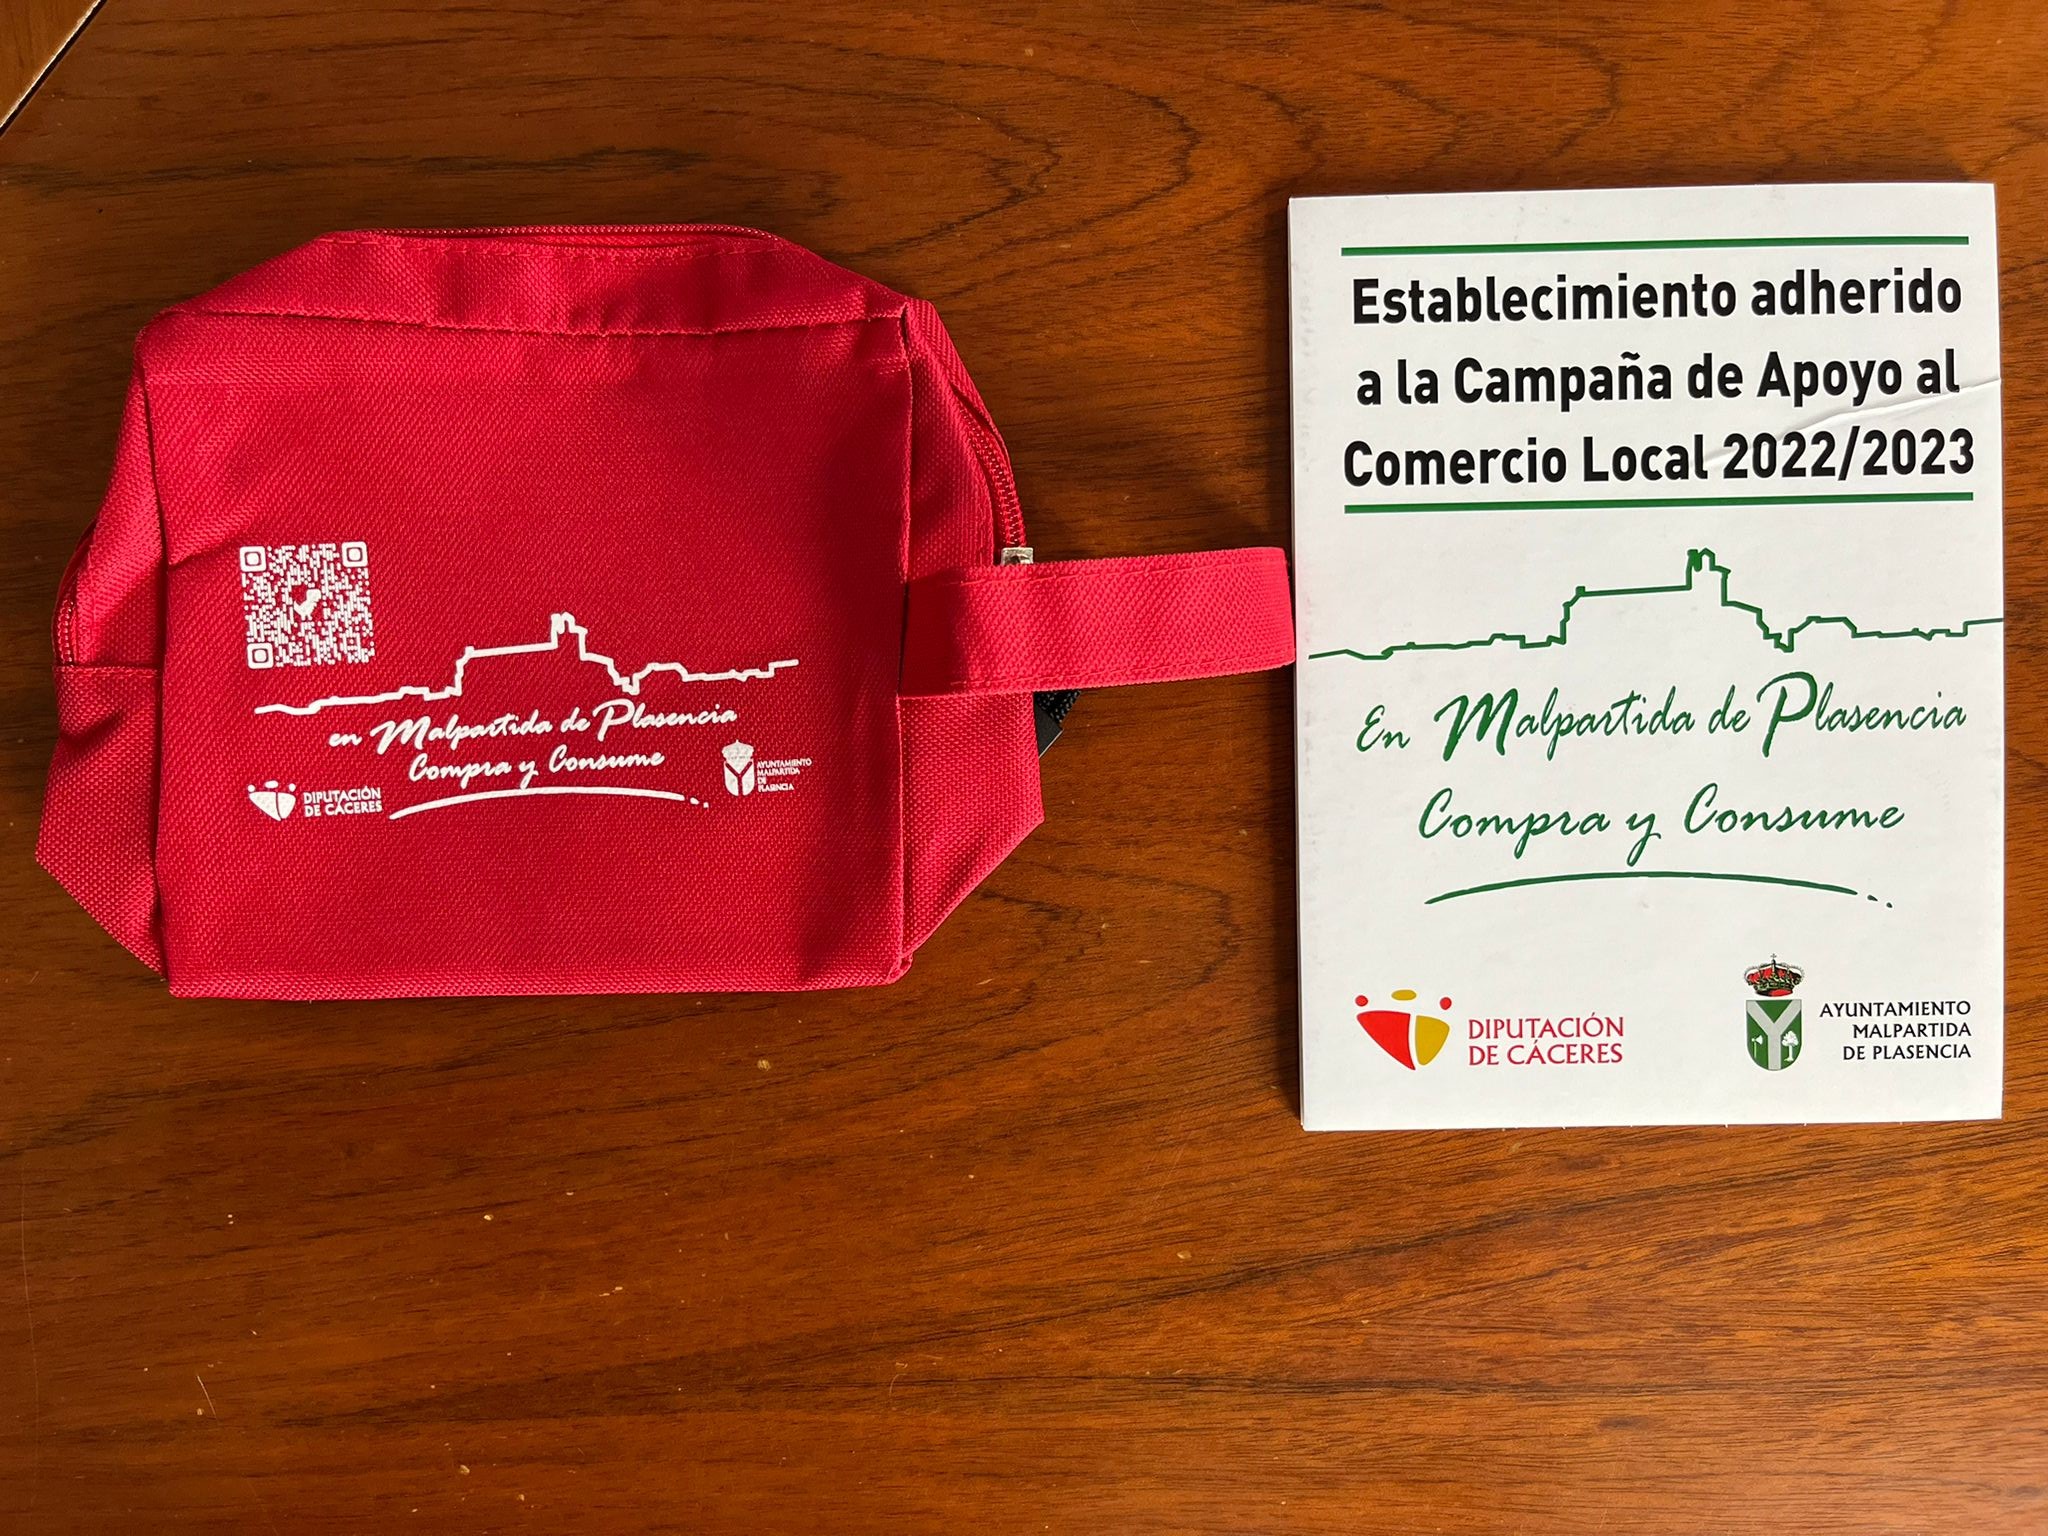 en Malpartida de Plasencia
Compra y Consume
DIPUTACIÓN
DE CÁCERES
AYUNTAMIENTO
MALPARTIDA
DE
PLASENCIA
Establecimiento adherido
a la Campaña de Apoyo al
Comercio Local 2022/2023
En Malpartida de Plasencia
Compra y Consume
DIPUTACIÓN
DE CÁCERES
AYUNTAMIENTO
MALPARTIDA
DE PLASENCIA